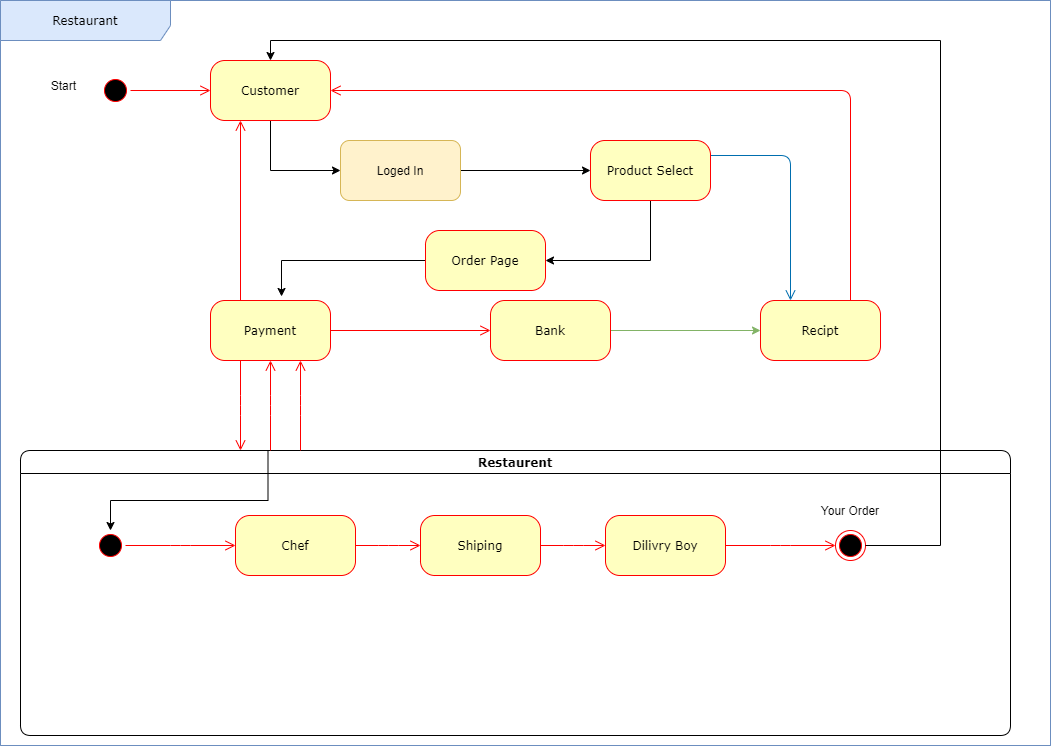 Restaurant
Start
Customer
Loged In
Product Select
Order Page
Payment
Bank
Recipt
Restaurent
Your Order
Chef
Shiping
Dilivry Boy